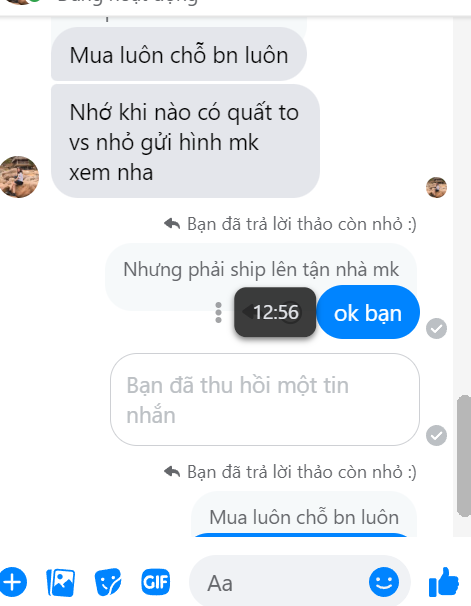 Đang hoạt động
Mua luôn chỗ bn luôn
Nhớ khi nào có quất to
vs nhỏ gửi hình mk
xem nha
Bạn đã trả lời thảo còn nhỏ :)
Nhưng phải ship lên tận nhà mk
12:56
ok bạn
Bạn đã thu hồi một tin
nhắn
Bạn đã trả lời thảo còn nhỏ :)
Mua luôn chỗ bn luôn
GIF
Aa